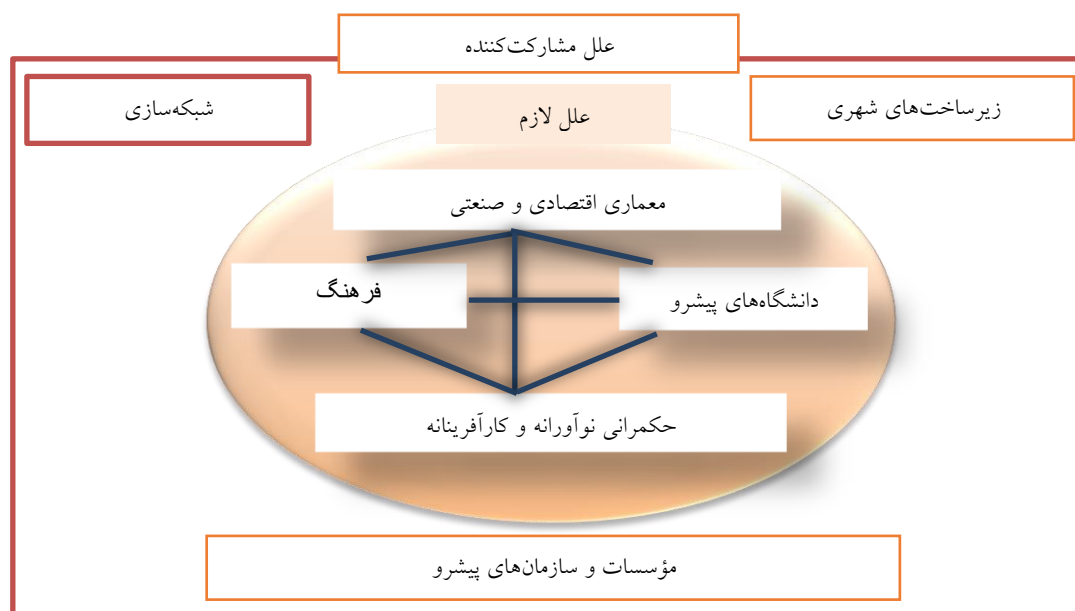 علل مشارکت‌کننده
زیرساخت‌های شهری
شبکه‌سازی
علل لازم
معماری اقتصادی و صنعتی
دانشگاه‌های پیشرو
فرهنگ
حکمرانی نوآورانه و کارآفرینانه
مؤسسات و سازمان‌های پیشرو